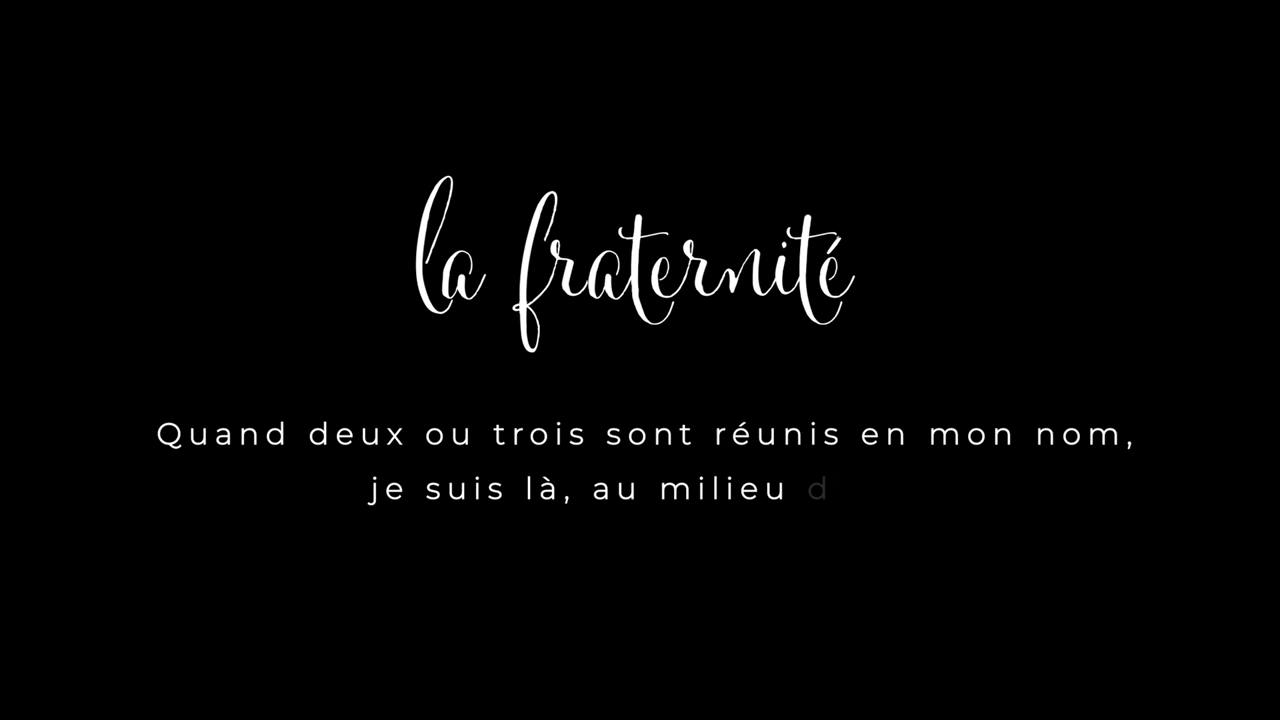 la fraternité
Quand deux ou trois sont réunis en mon nom,
je suis là, au milieu d